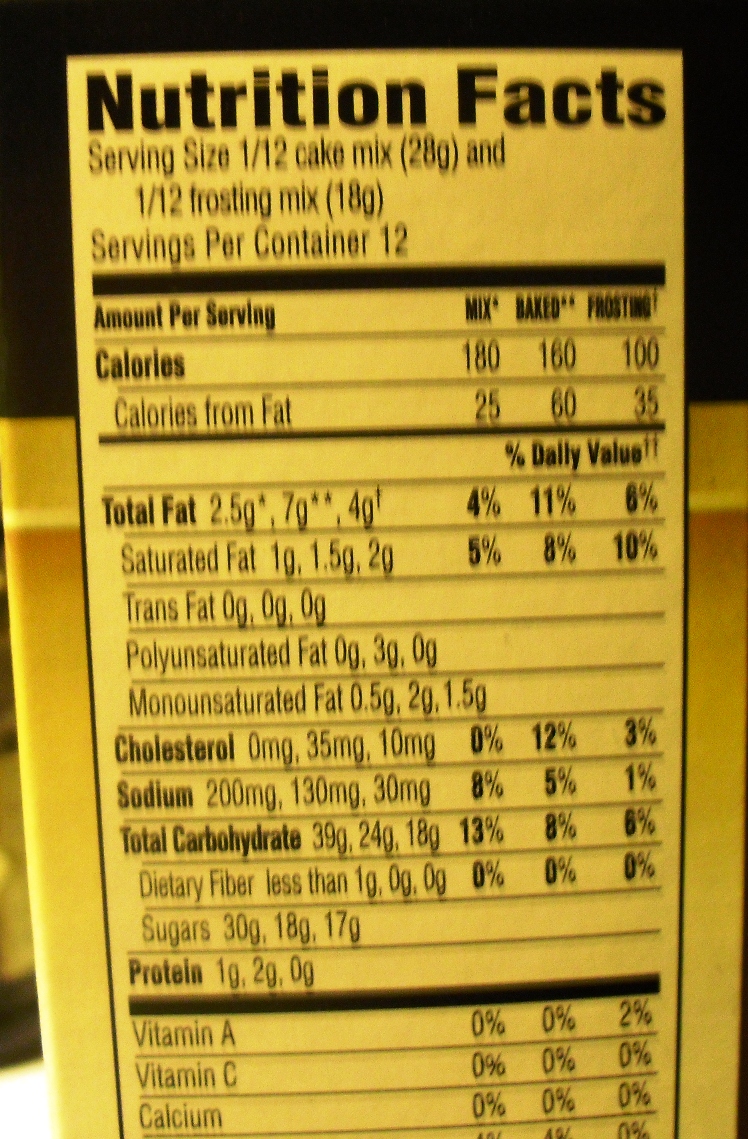 Nutrition Facts
Serving Size 1/12 cake mix (28g) and
1/12 frosting mix (18g)
Servings Per Container 12
Amount Per Serving MIX* BAKED** FROSTING†
Calories 180 160 100
Calories from Fat 25 60 35
% Daily Value††
Total Fat 2.5g*, 7g**, 4g† 4% 11% 6%
Saturated Fat 1g, 1.5g, 2g 5% 8% 10%
Trans Fat 0g, 0g, 0g
Polyunsaturated Fat 0g, 3g, 0g
Monounsaturated Fat 0.5g, 2g, 1.5g
Cholesterol 0mg, 35mg, 10mg 0% 12% 3%
Sodium 200mg, 130mg, 30mg 8% 5% 1%
Total Carbohydrate 39g, 24g, 18g 13% 8% 6%
Dietary Fiber less than 1g, 0g, 0g 0% 0% 0%
Sugars 30g, 18g, 17g
Protein 1g, 2g, 0g
Vitamin A 0% 0% 2%
Vitamin C 0% 0% 0%
Calcium 0% 0% 0%